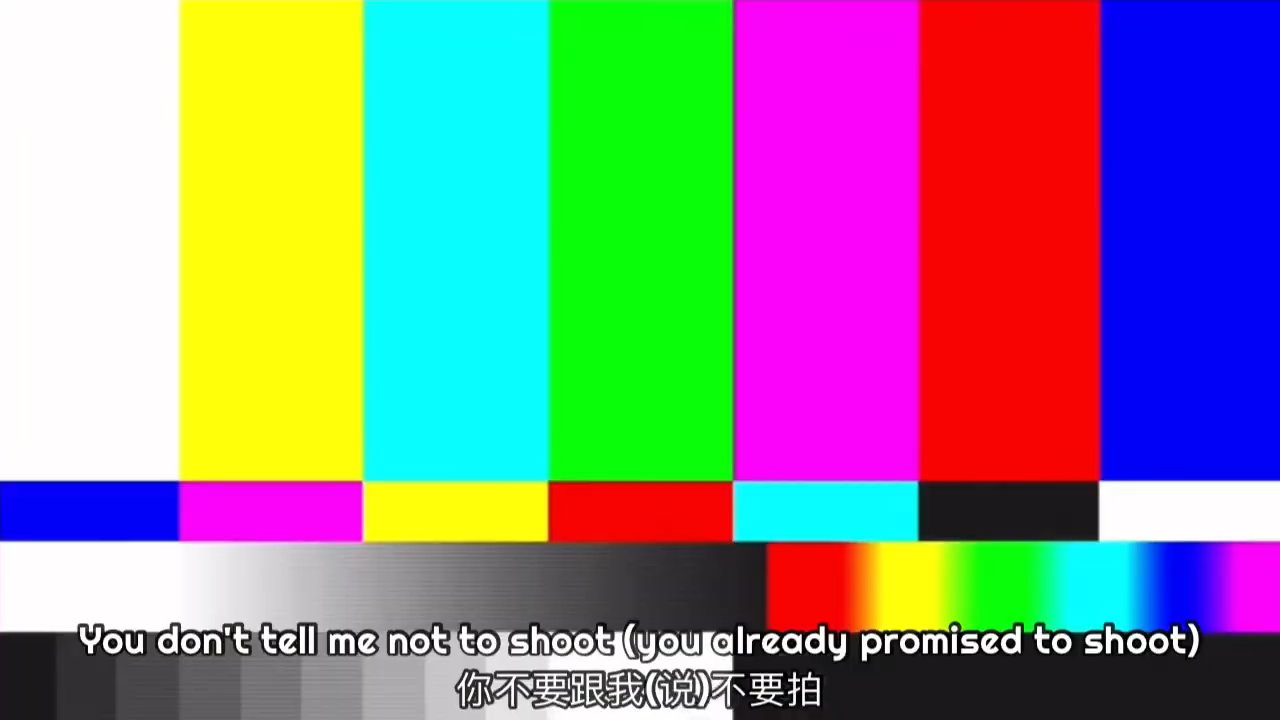 You don't tell me not to shoot (you already promised to shoot)
你不要跟我(说)不要拍